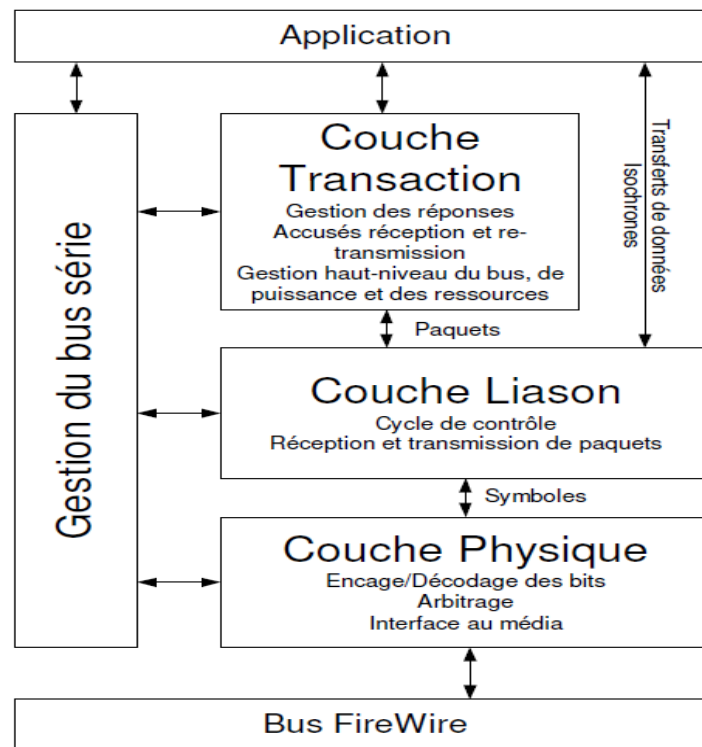 Application
Gestion du bus série
Couche
Transaction
Gestion des réponses
Accusés réception et re-
transmission
Gestion haut-niveau du bus, de
puissance et des ressources
Transferts de données
Isochrones
Paquets
Couche Liason
Cycle de contrôle
Réception et transmission de paquets
Symboles
Couche Physique
Encage/Décodage des bits
Arbitrage
Interface au média
Bus FireWire